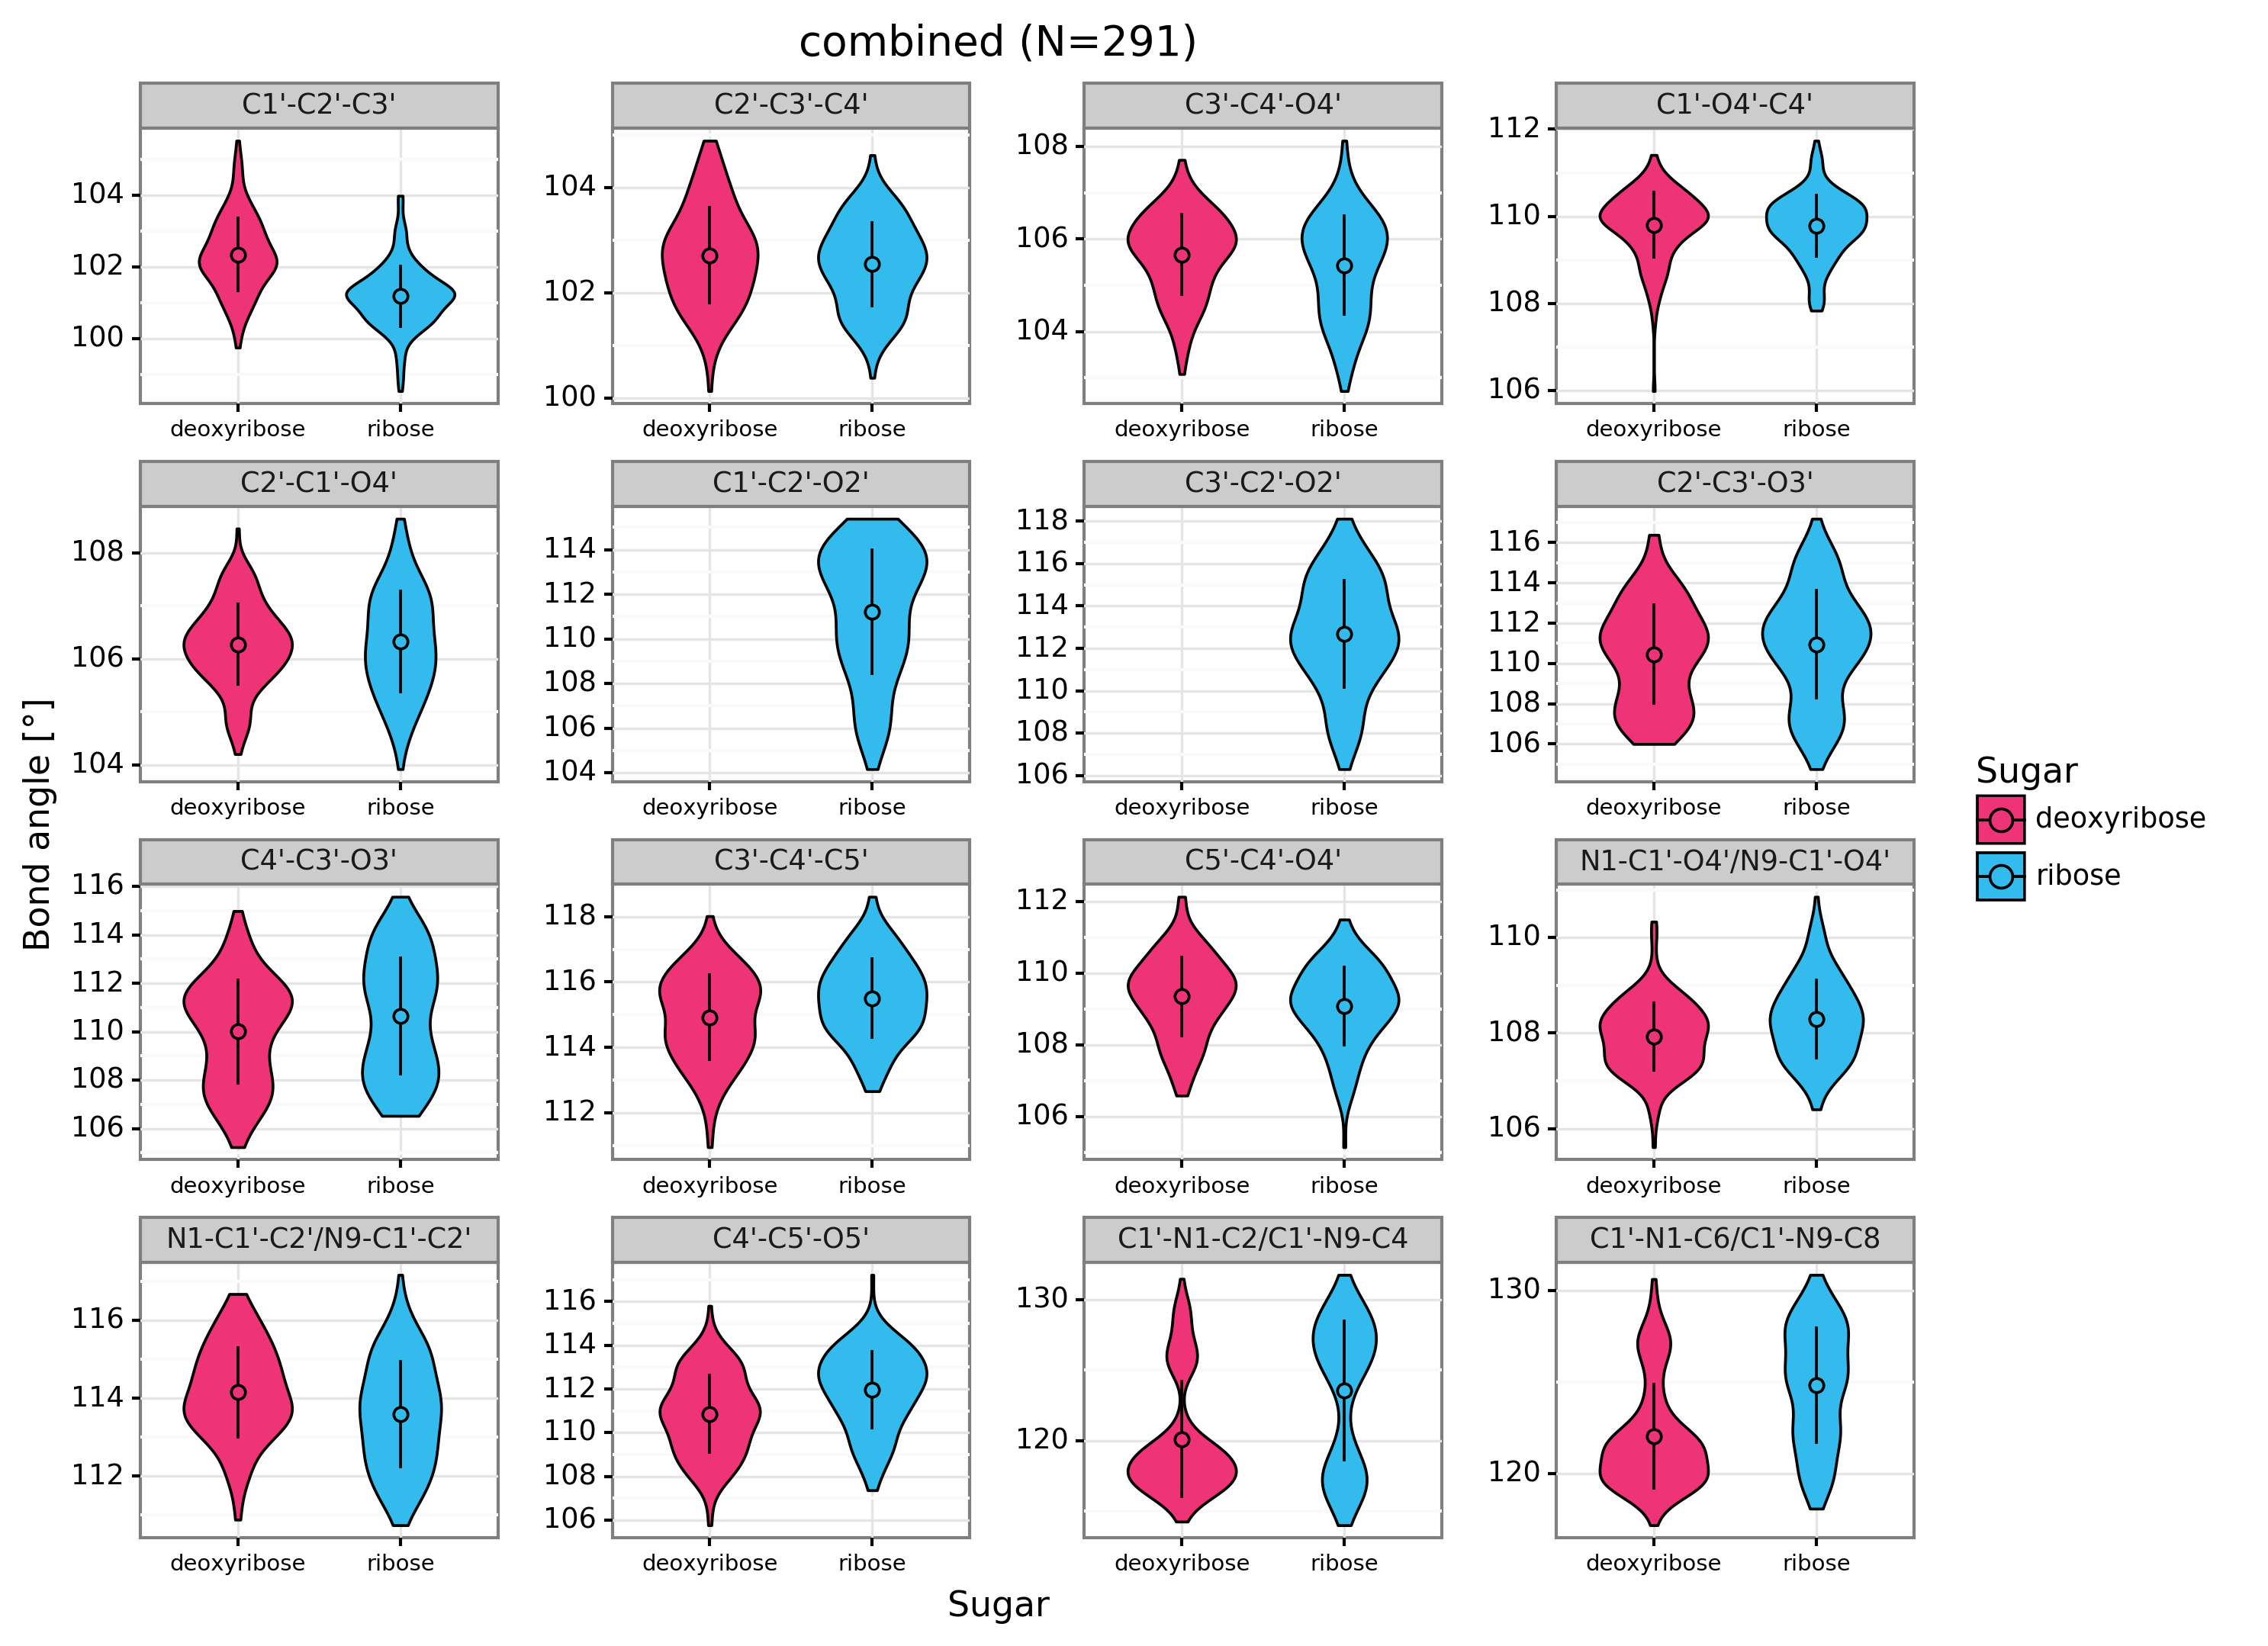 combined (N=291)
C1'-C2'-C3'
C2'-C3'-C4'
C3'-C4'-O4'
C1'-O4'-C4'
104
102
100
104
102
100
108
106
104
112
110
108
106
deoxyribose ribose
deoxyribose ribose
deoxyribose ribose
deoxyribose ribose
C2'-C1'-O4'
C1'-C2'-O2'
C3'-C2'-O2'
C2'-C3'-O3'
108
106
104
114
112
110
108
106
104
118
116
114
112
110
108
106
116
114
112
110
108
106
deoxyribose ribose
deoxyribose ribose
deoxyribose ribose
deoxyribose ribose
C4'-C3'-O3'
C3'-C4'-C5'
C5'-C4'-O4'
N1-C1'-O4'/N9-C1'-O4'
116
114
112
110
108
106
118
116
114
112
112
110
108
106
110
108
106
deoxyribose ribose
deoxyribose ribose
deoxyribose ribose
deoxyribose ribose
N1-C1'-C2'/N9-C1'-C2'
C4'-C5'-O5'
C1'-N1-C2/C1'-N9-C4
C1'-N1-C6/C1'-N9-C8
116
114
112
116
114
112
110
108
106
130
120
130
120
deoxyribose ribose
deoxyribose ribose
deoxyribose ribose
deoxyribose ribose
Bond angle [°]
Sugar
Sugar
deoxyribose
ribose